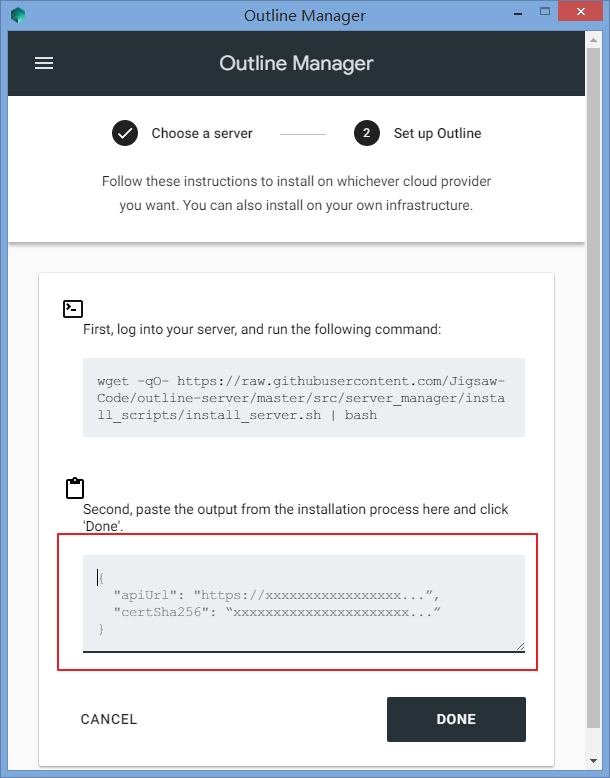 Outline Manager
Outline Manager
Choose a server
2 Set up Outline
Follow these instructions to install on whichever cloud provider
you want. You can also install on your own infrastructure.
First, log into your server, and run the following command:
wget -qO- https://raw.githubusercontent.com/Jigsaw-
Code/outline-server/master/src/server_manager/insta
ll_scripts/install_server.sh | bash
Second, paste the output from the installation process here and click
'Done'.
{
"apiUrl": "https://xxxxxxxxxxxxxxxxx...”,
"certSha256": “xxxxxxxxxxxxxxxxxxxxxx...”
}
CANCEL
DONE